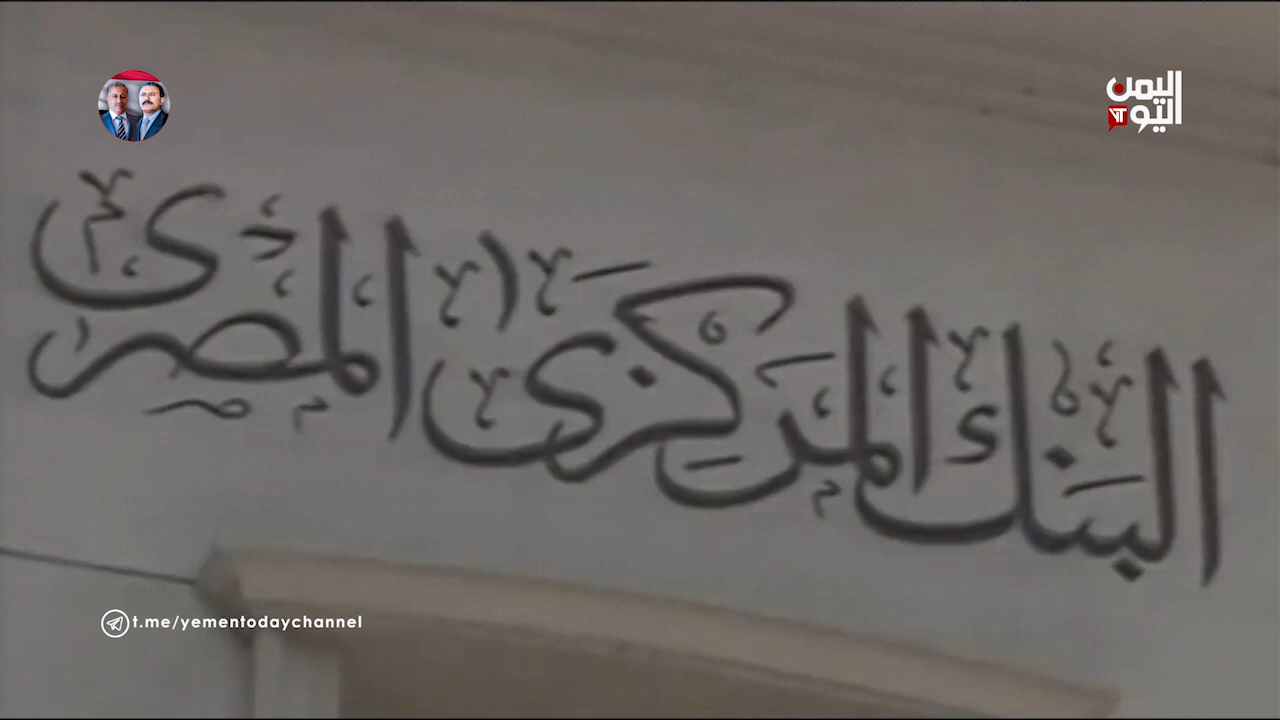 اليمن
اليوم
البنك المركزى المصرى
t.me/yementodaychannel